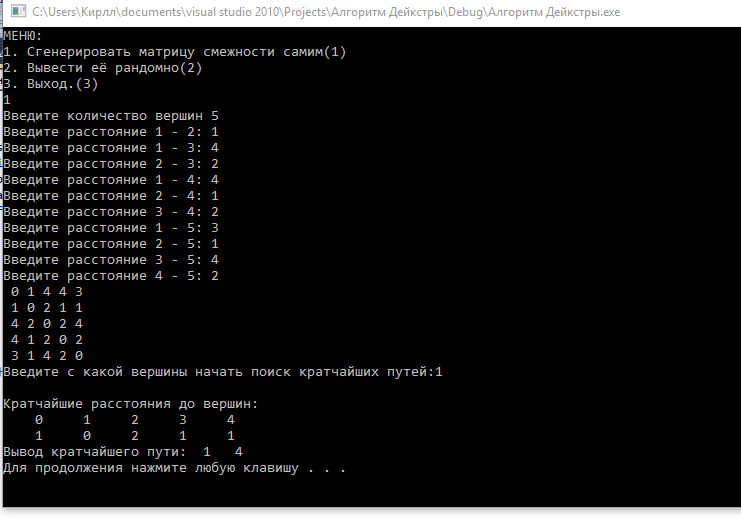 C:\Users\Кирлл\documents\visual studio 2010\Projects\Алгоритм Дейкстры\Debug\Алгоритм Дейкстры.exe
МЕНЮ:
1. Сгенерировать матрицу смежности самим(1)
2. Вывести её рандомно(2)
3. Выход.(3)
1
Введите количество вершин 5
Введите расстояние 1 - 2: 1
Введите расстояние 1 - 3: 4
Введите расстояние 2 - 3: 2
Введите расстояние 1 - 4: 4
Введите расстояние 2 - 4: 1
Введите расстояние 3 - 4: 2
Введите расстояние 1 - 5: 3
Введите расстояние 2 - 5: 1
Введите расстояние 3 - 5: 4
Введите расстояние 4 - 5: 2
0 1 4 4 3
1 0 2 1 1
4 2 0 2 4
4 1 2 0 2
3 1 4 2 0
Введите с какой вершины начать поиск кратчайших путей:1
Кратчайшие расстояния до вершин:
0 1 2 3 4
1 0 2 1 1
Вывод кратчайшего пути: 1 4
Для продолжения нажмите любую клавишу . . .